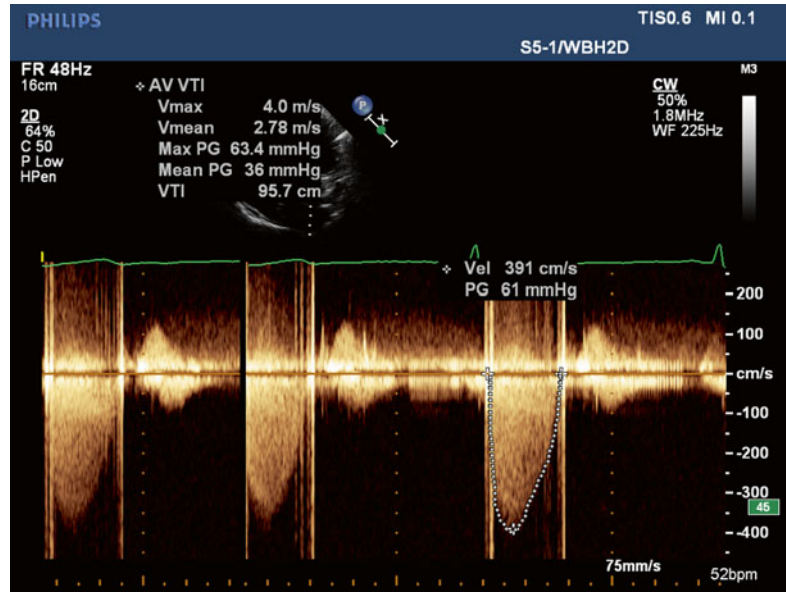 PHILIPS
TIS0.6 MI 0.1
S5-1/WBH2D
FR 48Hz
16cm
2D
64%
C 50
P Low
HPen
AV VTI
Vmax 4.0 m/s
Vmean 2.78 m/s
Max PG 63.4 mmHg
Mean PG 36 mmHg
VTI 95.7 cm
P
X
CW
50%
1.8MHz
WF 225Hz
M3
Vel 391 cm/s
PG 61 mmHg
200
100
cm/s
-100
-200
-300
45
-400
75mm/s
52bpm